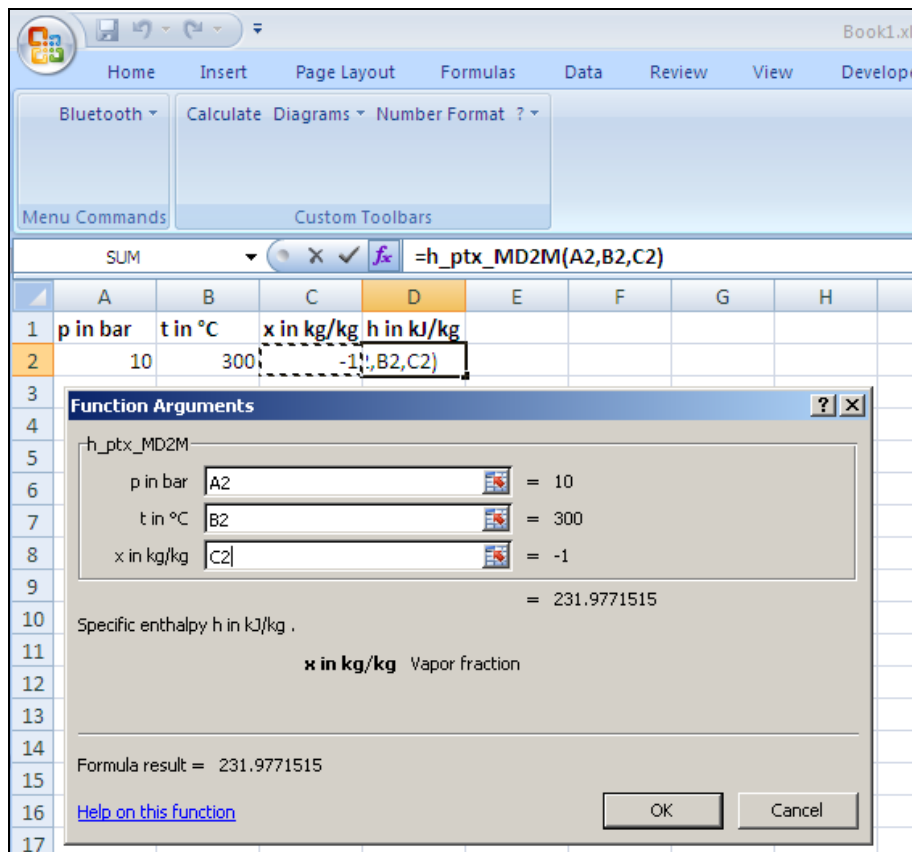 Book1.xl
Home Insert Page Layout Formulas Data Review View Develope
Bluetooth Calculate Diagrams Number Format ?
Menu Commands Custom Toolbars
SUM fx =h_ptx_MD2M(A2,B2,C2)
A B C D E F G H
1 p in bar t in °C x in kg/kg h in kJ/kg
2 10 300 -1 ,B2,C2)
3
Function Arguments ? X
4
h_ptx_MD2M
5
6 p in bar A2 = 10
7 t in °C B2 = 300
8 x in kg/kg C2 = -1
9
= 231.9771515
10 Specific enthalpy h in kJ/kg .
11
x in kg/kg Vapor fraction
12
13
14
Formula result = 231.9771515
15
16 Help on this function OK Cancel
17